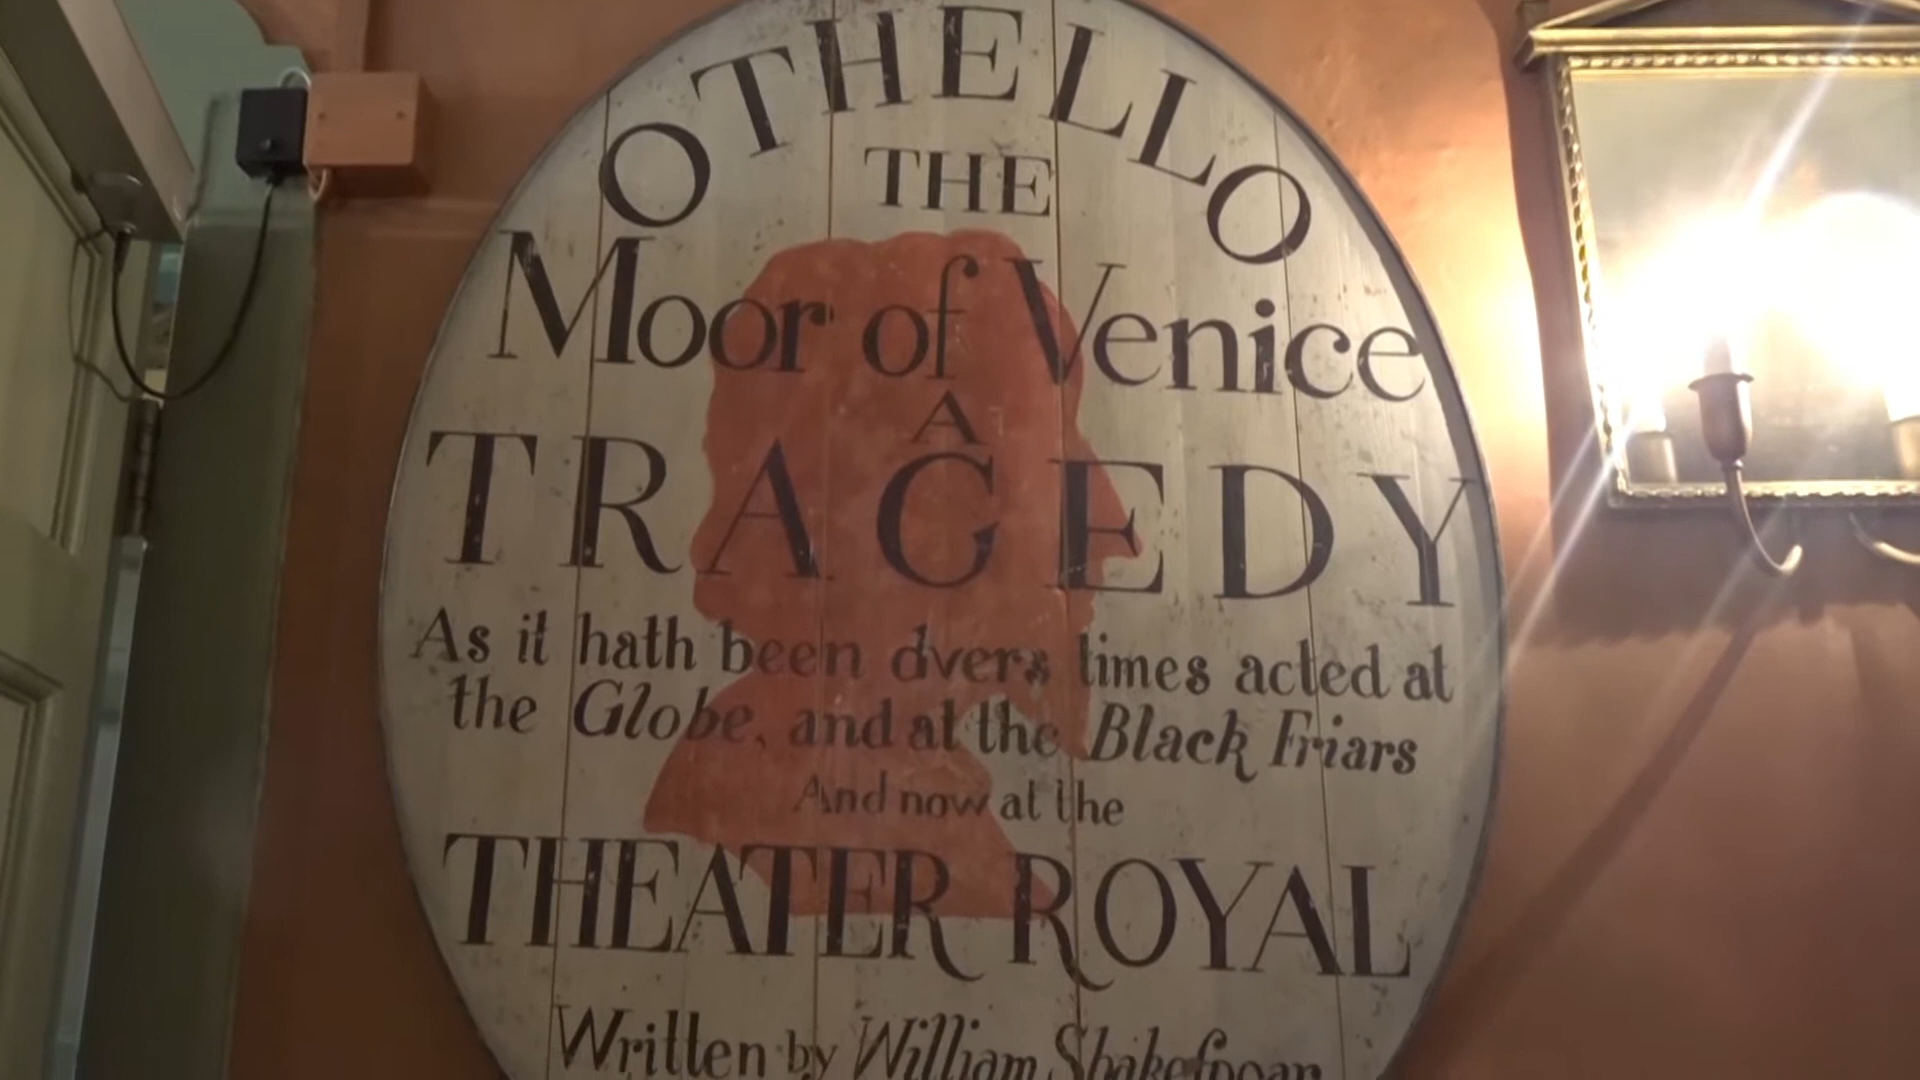 OTHELLO
THE
Moor of Venice
A
TRAGEDY
As it hath been dvers times acted at
the Globe, and at the Black Friars
And now at the
THEATER ROYAL
Written by William Shakespear